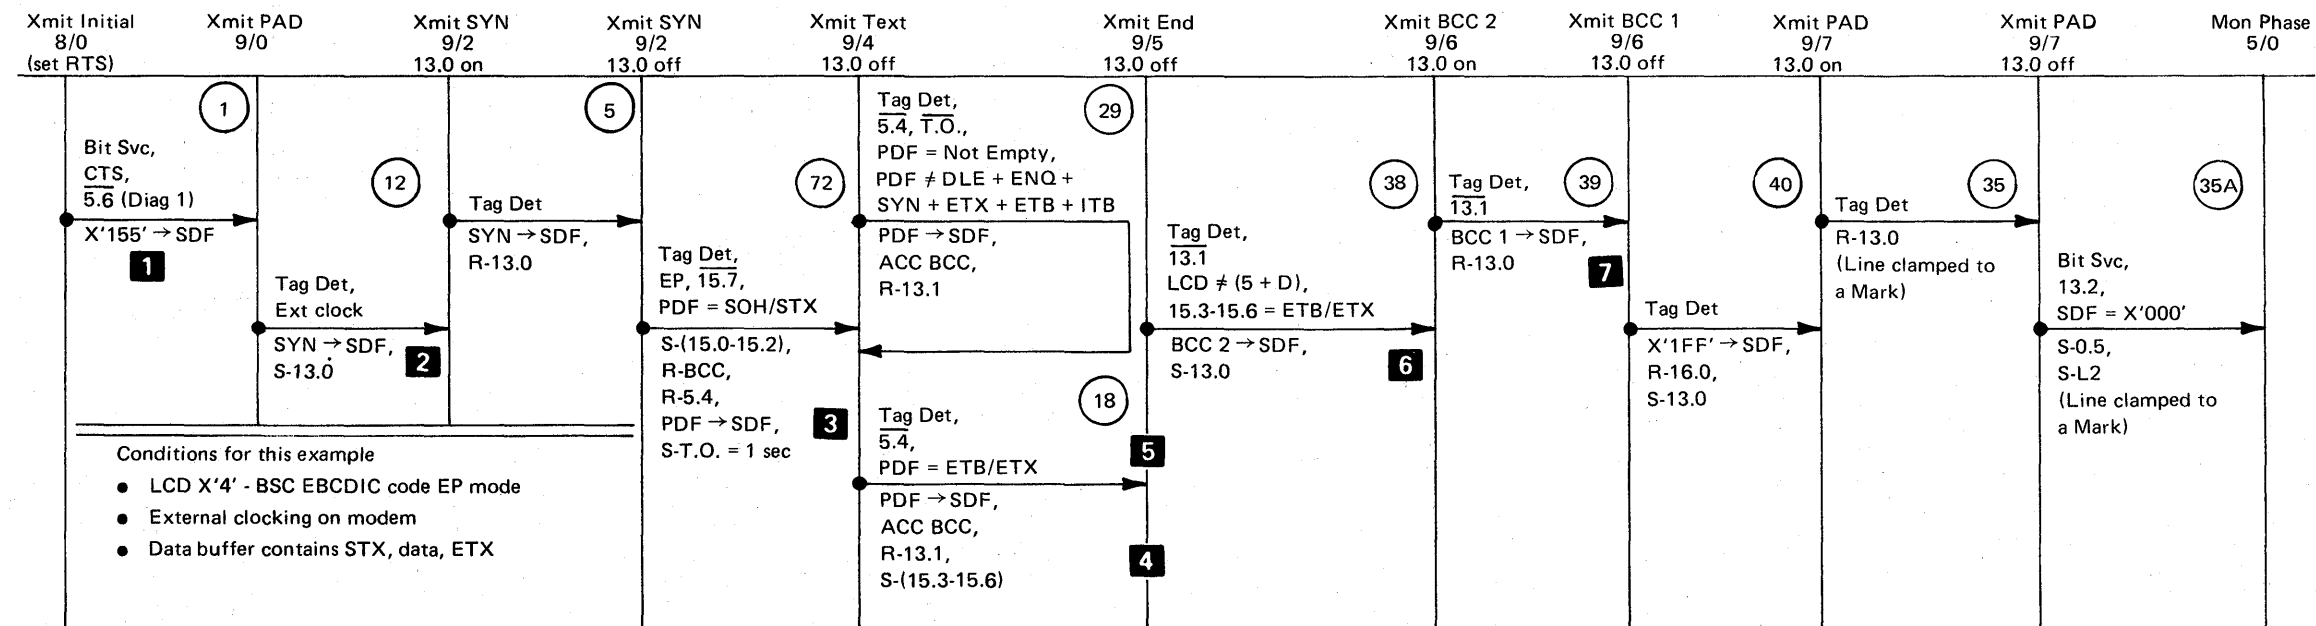 Xmit Initial
8/0
(set RTS)
Xmit PAD
9/0
Xmit SYN
9/2
13.0 on
Xmit SYN
9/2
13.0 off
Xmit Text
9/4
13.0 off
Xmit End
9/5
13.0 off
Xmit BCC 2
9/6
13.0 on
Xmit BCC 1
9/6
13.0 off
Xmit PAD
9/7
13.0 on
Xmit PAD
9/7
13.0 off
Mon Phase
5/0
1
Bit Svc,
CTS,
5.6 (Diag 1)
X'155' → SDF
1
12
Tag Det,
Ext clock
SYN → SDF,
S-13.0
2
5
Tag Det
SYN → SDF,
R-13.0
72
Tag Det,
EP, 15.7,
PDF = SOH/STX
S-(15.0-15.2),
R-BCC,
R-5.4,
PDF → SDF,
S-T.O. = 1 sec
3
29
Tag Det,
5.4, T.O.,
PDF = Not Empty,
PDF ≠ DLE + ENQ +
SYN + ETX + ETB + ITB
PDF → SDF,
ACC BCC,
R-13.1
18
Tag Det,
5.4,
PDF = ETB/ETX
PDF → SDF,
ACC BCC,
R-13.1,
S-(15.3-15.6)
5
4
38
Tag Det,
13.1
LCD ≠ (5 + D),
15.3-15.6 = ETB/ETX
BCC 2 → SDF,
S-13.0
6
39
Tag Det,
13.1
BCC 1 → SDF,
R-13.0
7
40
Tag Det
X'1FF' → SDF,
R-16.0,
S-13.0
35
Tag Det
R-13.0
(Line clamped to
a Mark)
35A
Bit Svc,
13.2,
SDF = X'000'
S-0.5,
S-L2
(Line clamped to
a Mark)
Conditions for this example
● LCD X'4' - BSC EBCDIC code EP mode
● External clocking on modem
● Data buffer contains STX, data, ETX